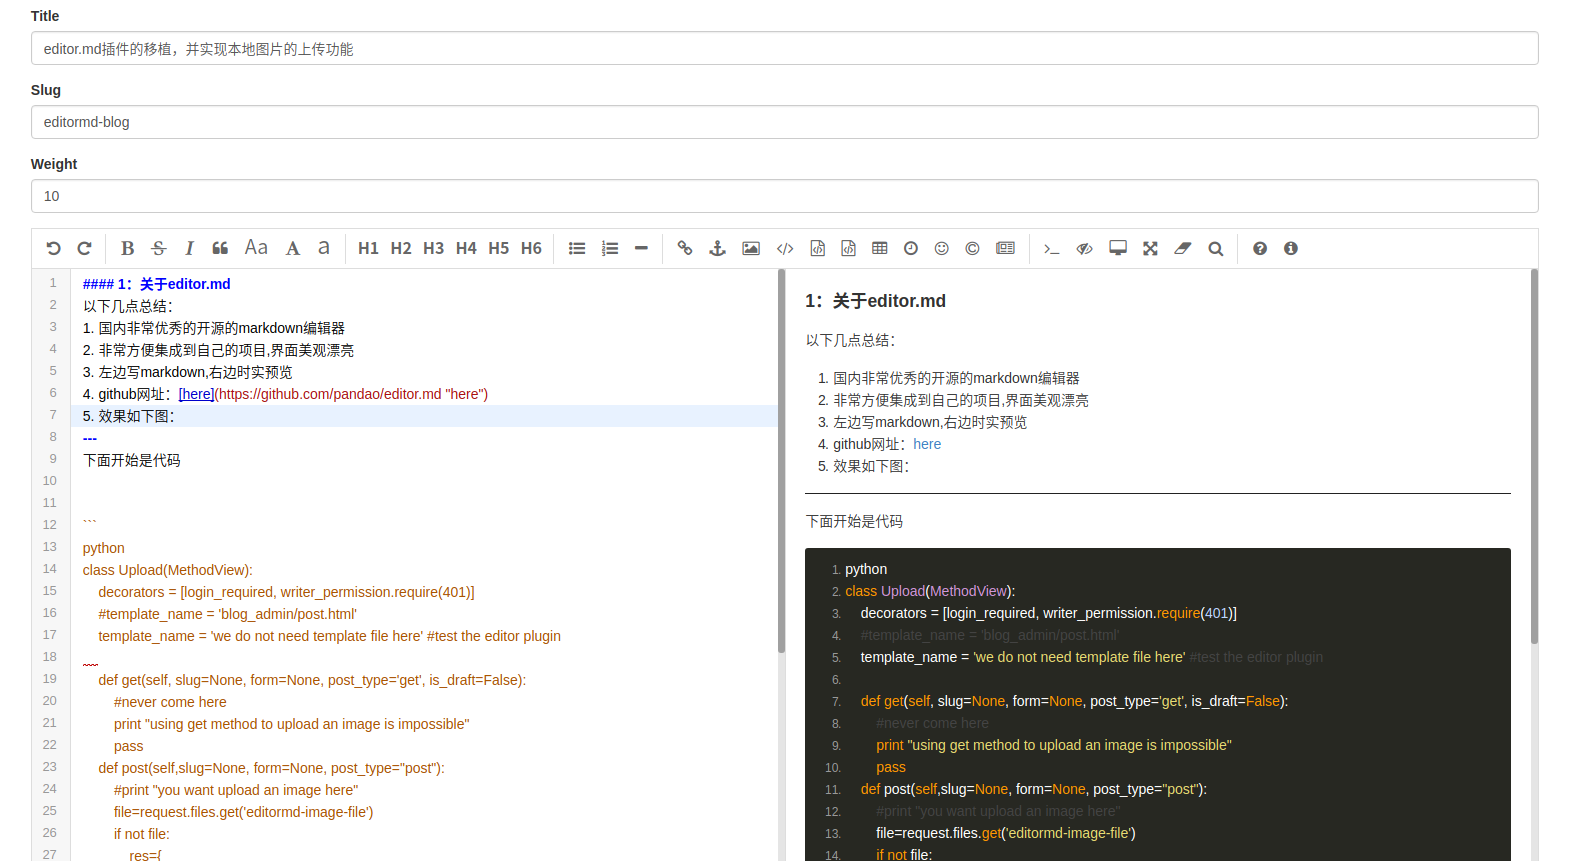 Title
editor.md插件的移植，并实现本地图片的上传功能
Slug
editormd-blog
Weight
10
B S I Aa A a H1 H2 H3 H4 H5 H6
1 #### 1：关于editor.md
2 以下几点总结：
3 1. 国内非常优秀的开源的markdown编辑器
4 2. 非常方便集成到自己的项目,界面美观漂亮
5 3. 左边写markdown,右边时实预览
6 4. github网址：[here](https://github.com/pandao/editor.md "here")
7 5. 效果如下图：
8 ---
9 下面开始是代码
10
11
12 ```
13 python
14 class Upload(MethodView):
15 decorators = [login_required, writer_permission.require(401)]
16 #template_name = 'blog_admin/post.html'
17 template_name = 'we do not need template file here' #test the editor plugin
18
19 def get(self, slug=None, form=None, post_type='get', is_draft=False):
20 #never come here
21 print "using get method to upload an image is impossible"
22 pass
23 def post(self,slug=None, form=None, post_type="post"):
24 #print "you want upload an image here"
25 file=request.files.get('editormd-image-file')
26 if not file:
27 res={
1：关于editor.md
以下几点总结：
1. 国内非常优秀的开源的markdown编辑器
2. 非常方便集成到自己的项目,界面美观漂亮
3. 左边写markdown,右边时实预览
4. github网址：here
5. 效果如下图：
下面开始是代码
1. python
2. class Upload(MethodView):
3. decorators = [login_required, writer_permission.require(401)]
4. #template_name = 'blog_admin/post.html'
5. template_name = 'we do not need template file here' #test the editor plugin
6.
7. def get(self, slug=None, form=None, post_type='get', is_draft=False):
8. #never come here
9. print "using get method to upload an image is impossible"
10. pass
11. def post(self,slug=None, form=None, post_type="post"):
12. #print "you want upload an image here"
13. file=request.files.get('editormd-image-file')
14. if not file: